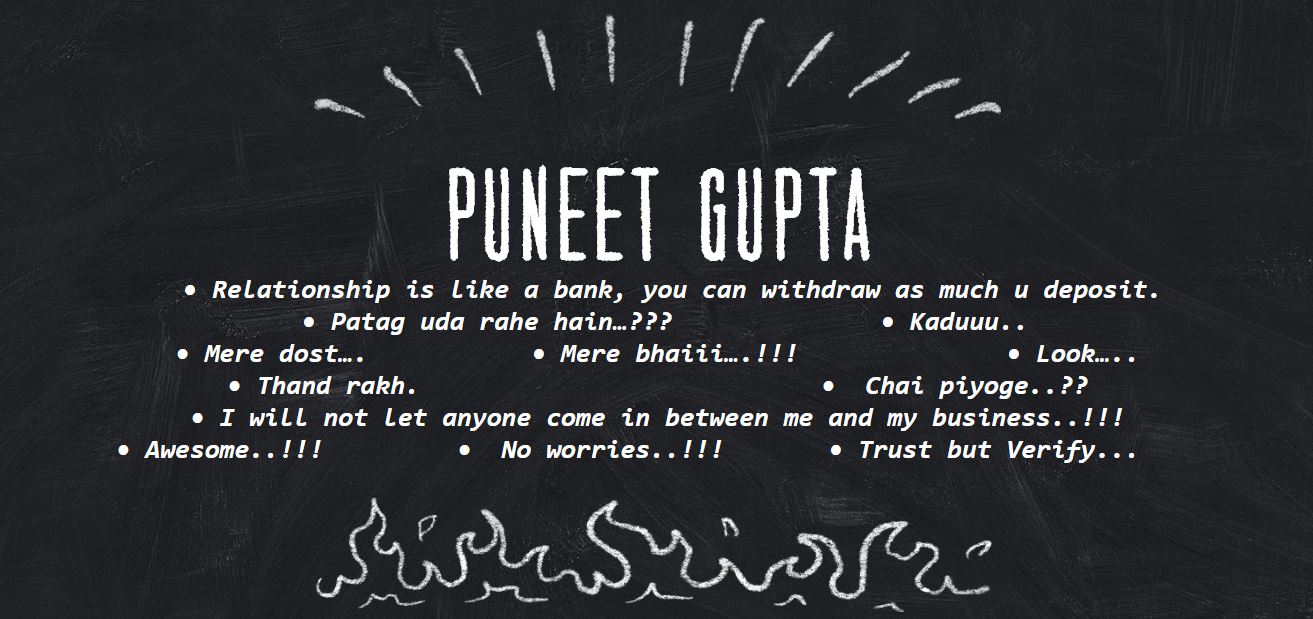 PUNEET GUPTA
• Relationship is like a bank, you can withdraw as much u deposit.
• Patag uda rahe hain…??? • Kaduuu..
• Mere dost…. • Mere bhaiii….!!! • Look…..
• Thand rakh. • Chai piyoge..??
• I will not let anyone come in between me and my business..!!!
• Awesome..!!! • No worries..!!! • Trust but Verify...